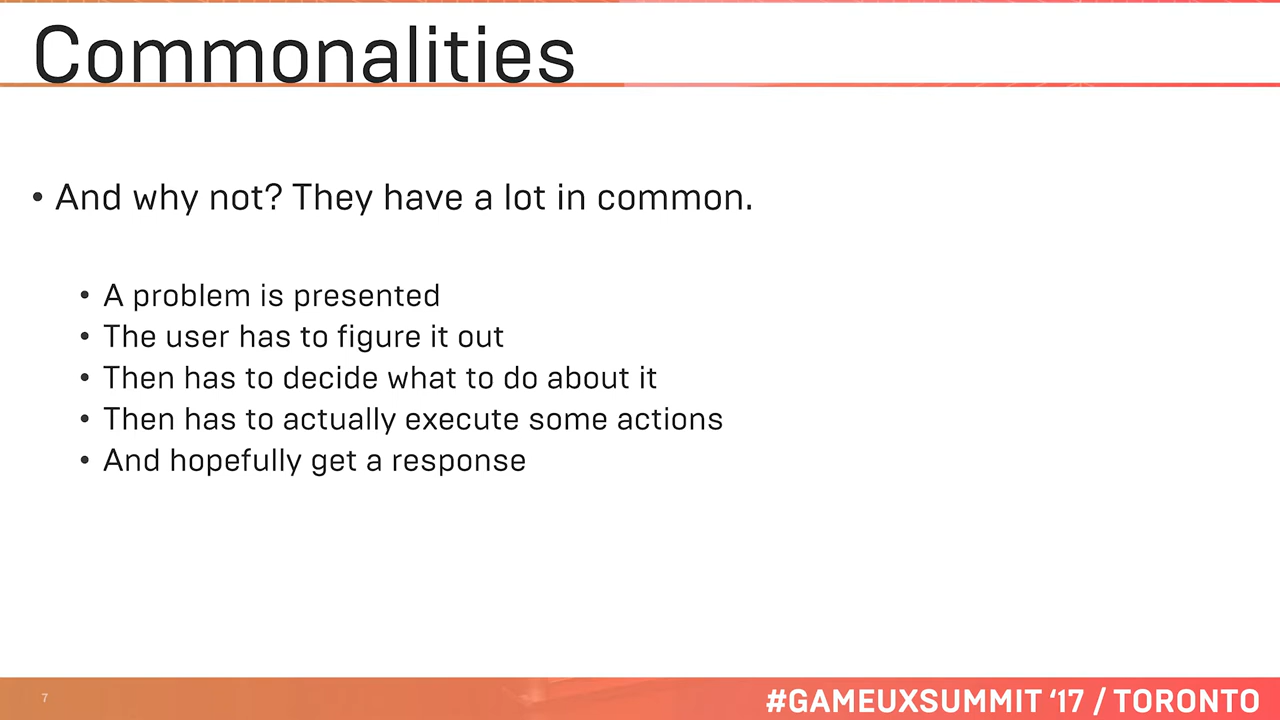 Commonalities
• And why not? They have a lot in common.
• A problem is presented
• The user has to figure it out
• Then has to decide what to do about it
• Then has to actually execute some actions
• And hopefully get a response
7
#GAMEUXSUMMIT ‘17 / TORONTO